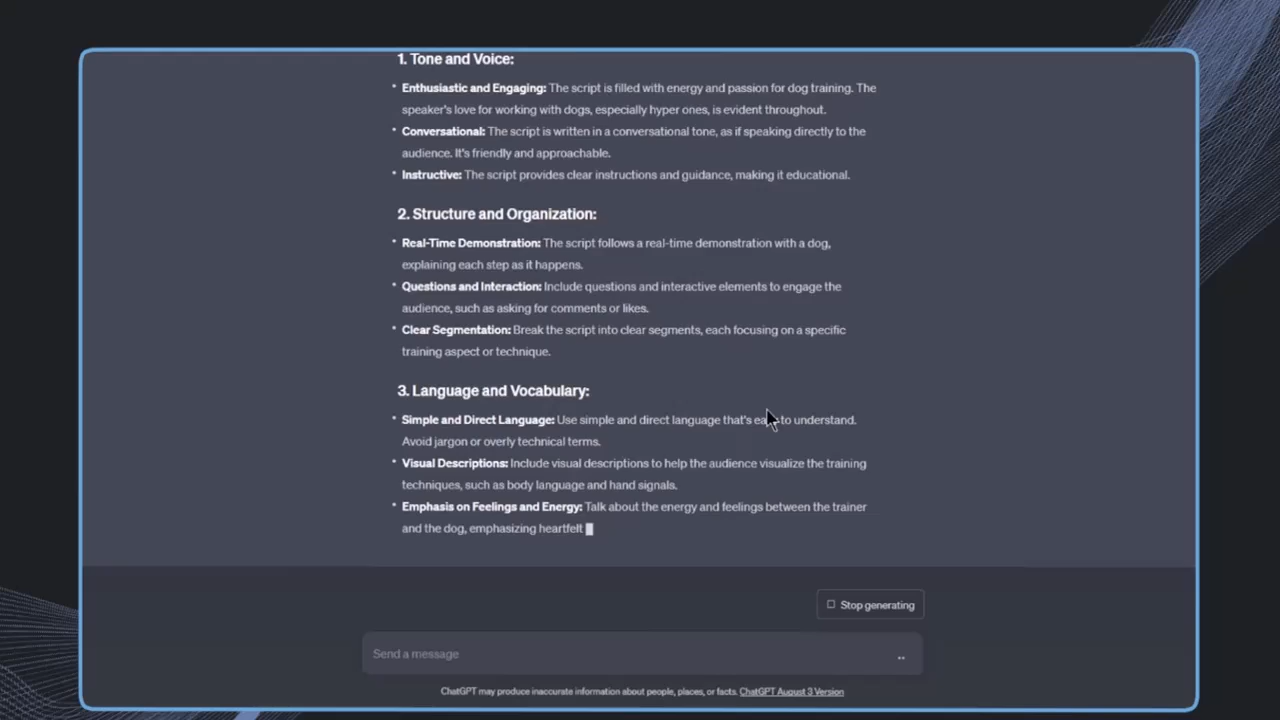 1. Tone and Voice:
• Enthusiastic and Engaging: The script is filled with energy and passion for dog training. The
speaker's love for working with dogs, especially hyper ones, is evident throughout.
• Conversational: The script is written in a conversational tone, as if speaking directly to the
audience. It's friendly and approachable.
• Instructive: The script provides clear instructions and guidance, making it educational.
2. Structure and Organization:
• Real-Time Demonstration: The script follows a real-time demonstration with a dog,
explaining each step as it happens.
• Questions and Interaction: Include questions and interactive elements to engage the
audience, such as asking for comments or likes.
• Clear Segmentation: Break the script into clear segments, each focusing on a specific
training aspect or technique.
3. Language and Vocabulary:
• Simple and Direct Language: Use simple and direct language that's to understand.
Avoid jargon or overly technical terms.
• Visual Descriptions: Include visual descriptions to help the audience visualize the training
techniques, such as body language and hand signals.
• Emphasis on Feelings and Energy: Talk about the energy and feelings between the trainer
and the dog, emphasizing heartfelt
Stop generating
Send a message
ChatGPT may produce inaccurate information about people, places, or facts. ChatGPT August 3 Version